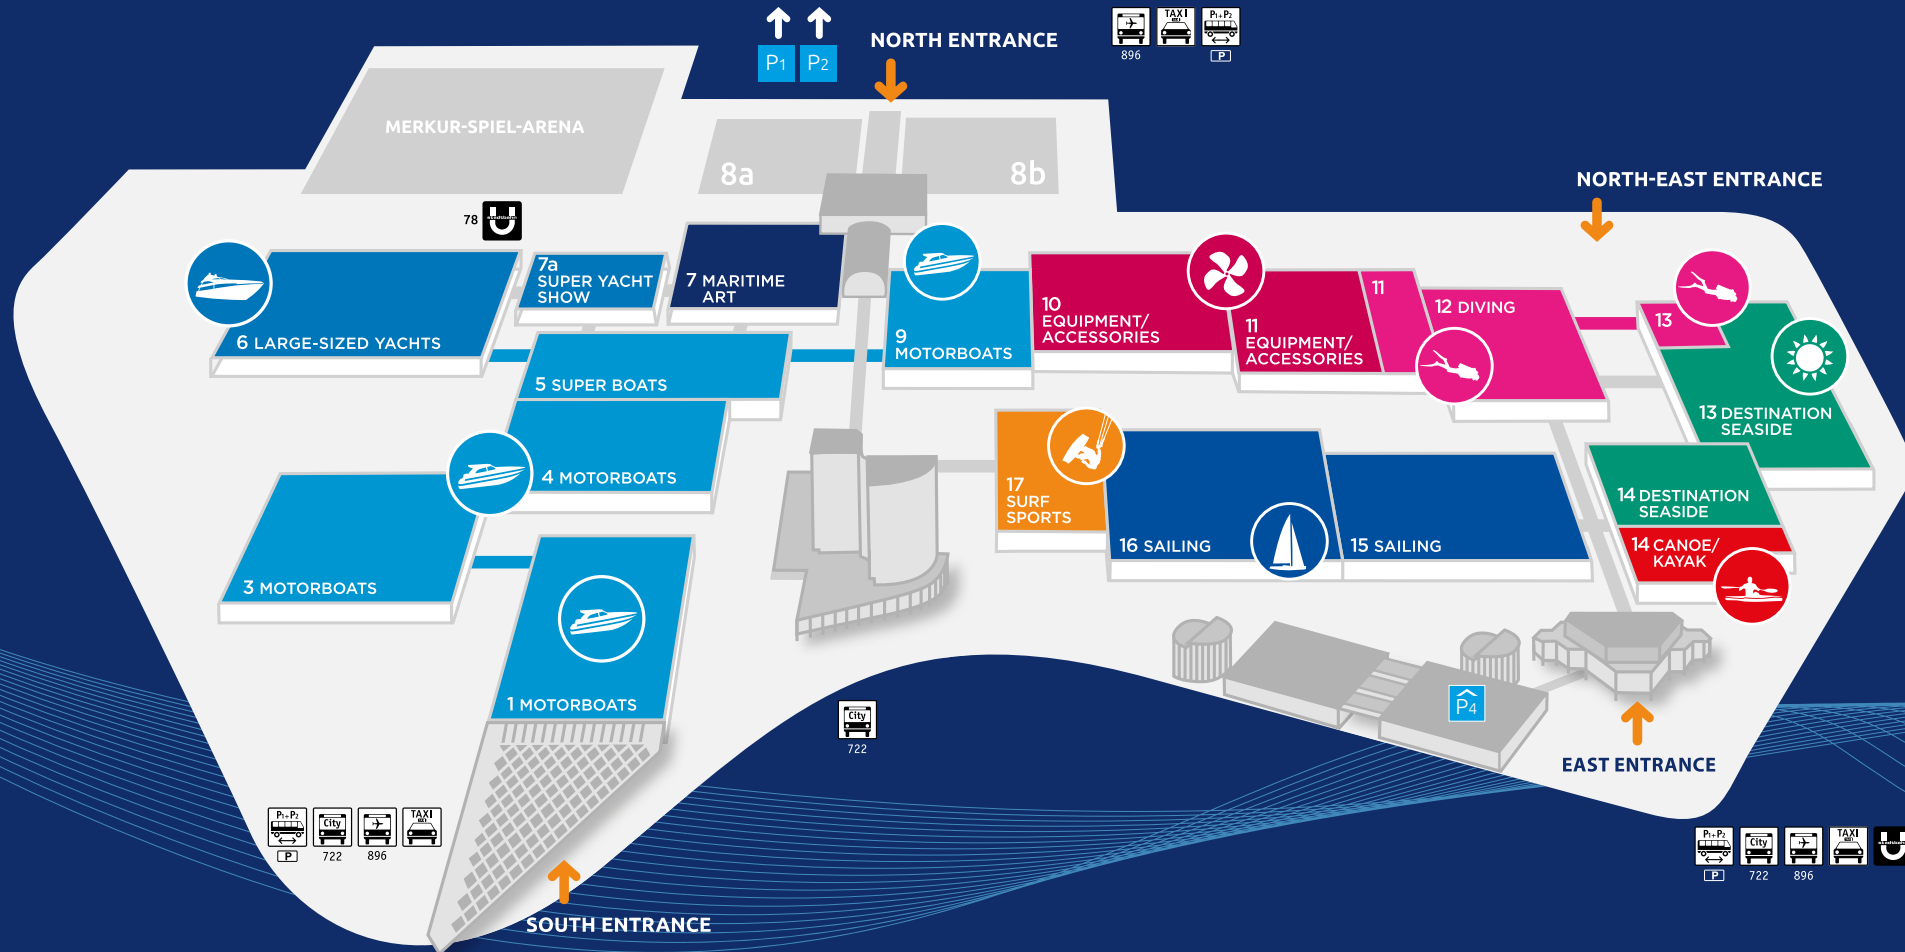 P1 P2
NORTH ENTRANCE
TAXI
P1+P2
896
P
MERKUR-SPIEL-ARENA
8a
8b
NORTH-EAST ENTRANCE
78
U
7a
SUPER YACHT
SHOW
7 MARITIME
ART
6 LARGE-SIZED YACHTS
5 SUPER BOATS
4 MOTORBOATS
3 MOTORBOATS
1 MOTORBOATS
9
MOTORBOATS
10
EQUIPMENT/
ACCESSORIES
11
EQUIPMENT/
ACCESSORIES
11
12 DIVING
13
13 DESTINATION
SEASIDE
14 DESTINATION
SEASIDE
14 CANOE/
KAYAK
17
SURF
SPORTS
16 SAILING
15 SAILING
P4
EAST ENTRANCE
City
722
P1+P2
City
TAXI
P
722
896
SOUTH ENTRANCE
P1+P2
City
TAXI
U
P
722
896